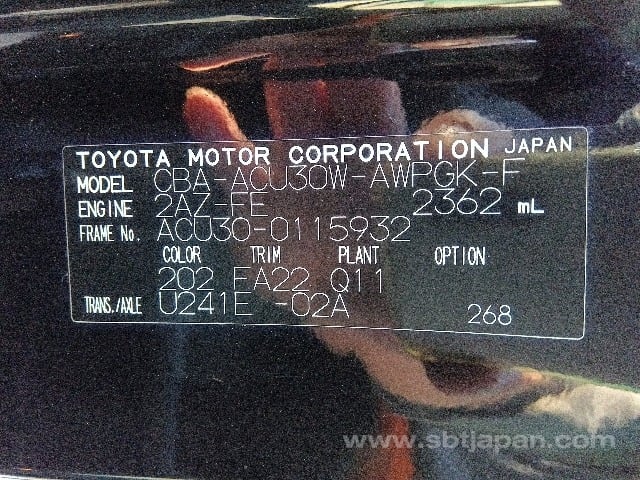 TOYOTA MOTOR CORPORATION JAPAN
MODEL CBA-ACU30W-AWPGK-F
ENGINE 2AZ-FE 2362 mL
FRAME No. ACU30-0115932
COLOR TRIM PLANT OPTION
202 FA22 Q11
TRANS./AXLE U241E -02A 268
www.sbtjapan.com